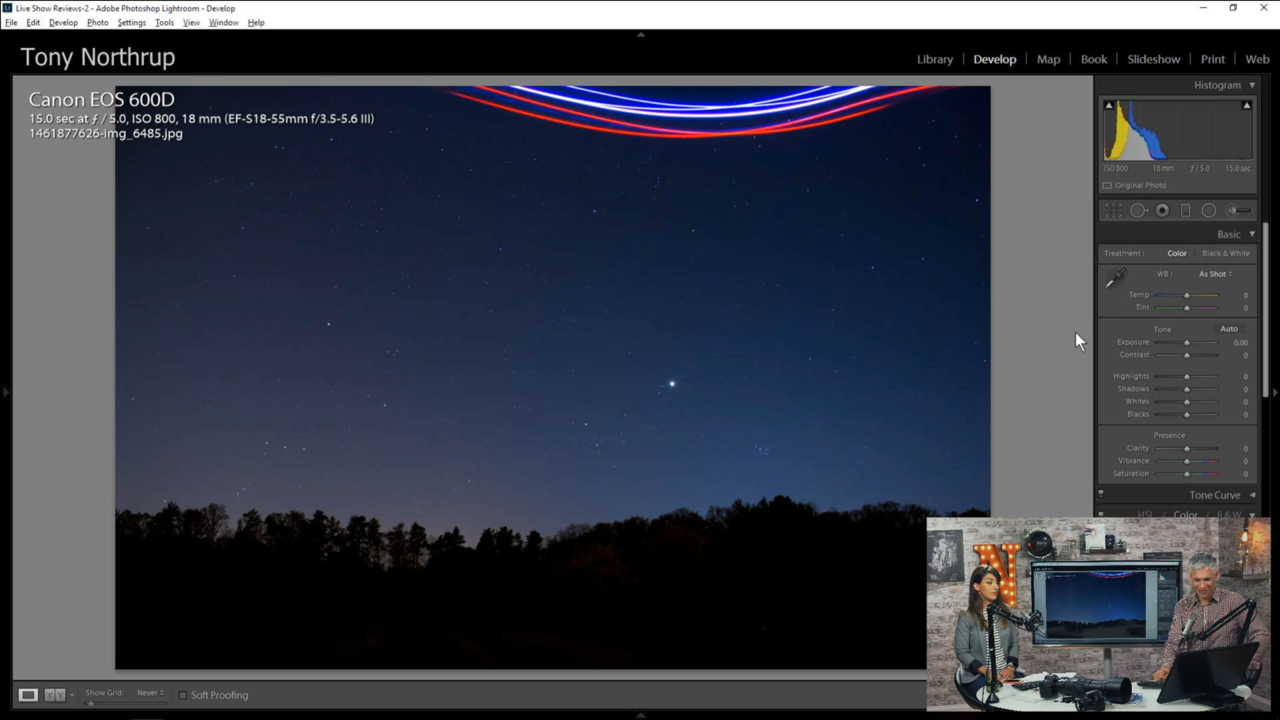 Live Show Reviews-2 - Adobe Photoshop Lightroom - Develop
File Edit Develop Photo Settings Tools View Window Help
Tony Northrup
Library | Develop | Map | Book | Slideshow | Print | Web
Canon EOS 600D
15.0 sec at ƒ / 5.0, ISO 800, 18 mm (EF-S18-55mm f/3.5-5.6 III)
1461877626-img_6485.jpg
Histogram
ISO 800 18 mm ƒ / 5.0 15.0 sec
Original Photo
Basic
Treatment : Color Black & White
WB : As Shot
Temp 0
Tint 0
Tone Auto
Exposure 0.00
Contrast 0
Highlights 0
Shadows 0
Whites 0
Blacks 0
Presence
Clarity 0
Vibrance 0
Saturation 0
Tone Curve
HSL / Color / B & W
N
Show Grid: Never
Soft Proofing